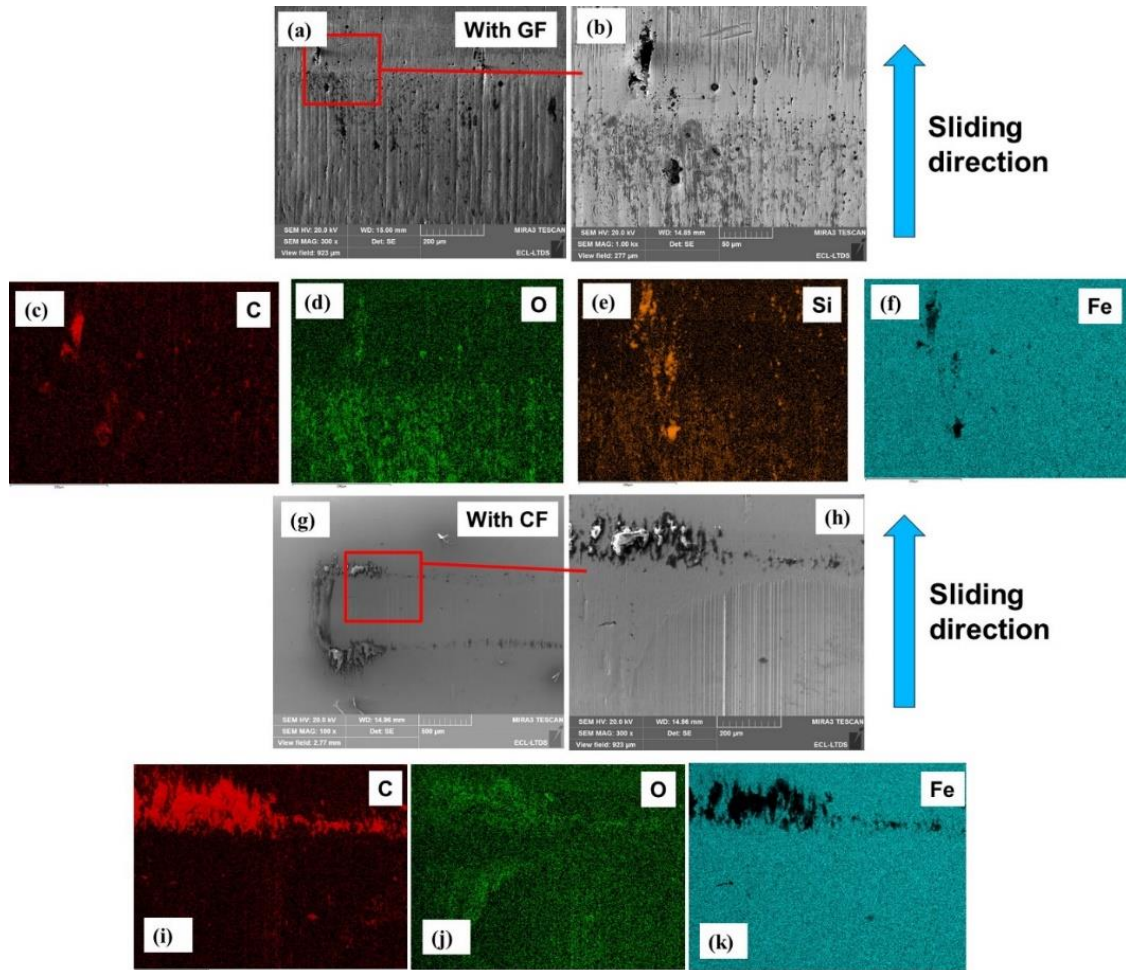 (a)
With GF
(b)
SEM HV: 20.0 kV WD: 15.00 mm MIRA3 TESCAN
SEM MAG: 300 x Det: SE 200 µm
View field: 923 µm ECL-LTDS
SEM HV: 20.0 kV WD: 14.85 mm MIRA3 TESCAN
SEM MAG: 1.00 kx Det: SE 50 µm
View field: 277 µm ECL-LTDS
Sliding
direction
(c)
C
(d)
O
(e)
Si
(f)
Fe
(g)
With CF
(h)
SEM HV: 20.0 kV WD: 14.96 mm MIRA3 TESCAN
SEM MAG: 100 x Det: SE 500 µm
View field: 2.77 mm ECL-LTDS
SEM HV: 20.0 kV WD: 14.96 mm MIRA3 TESCAN
SEM MAG: 300 x Det: SE 200 µm
View field: 923 µm ECL-LTDS
Sliding
direction
C
(i)
O
(j)
Fe
(k)